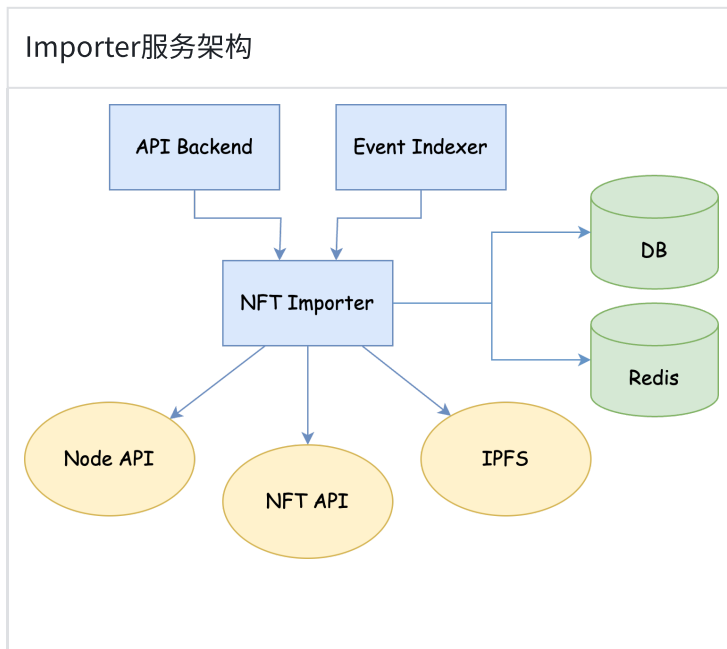 Importer服务架构
API Backend
Event Indexer
DB
NFT Importer
Redis
Node API
NFT API
IPFS